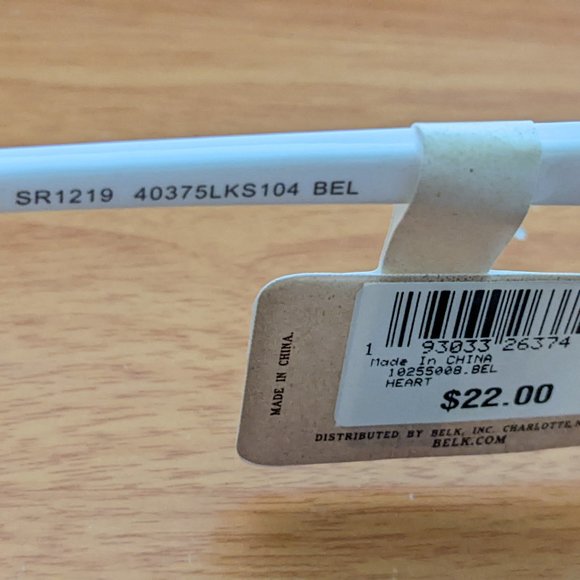 SR1219 40375LKS104 BEL
MADE IN CHINA.
1 93033 26374
Made In CHINA
10255008.BEL
HEART
$22.00
DISTRIBUTED BY BELK, INC. CHARLOTTE,
BELK.COM